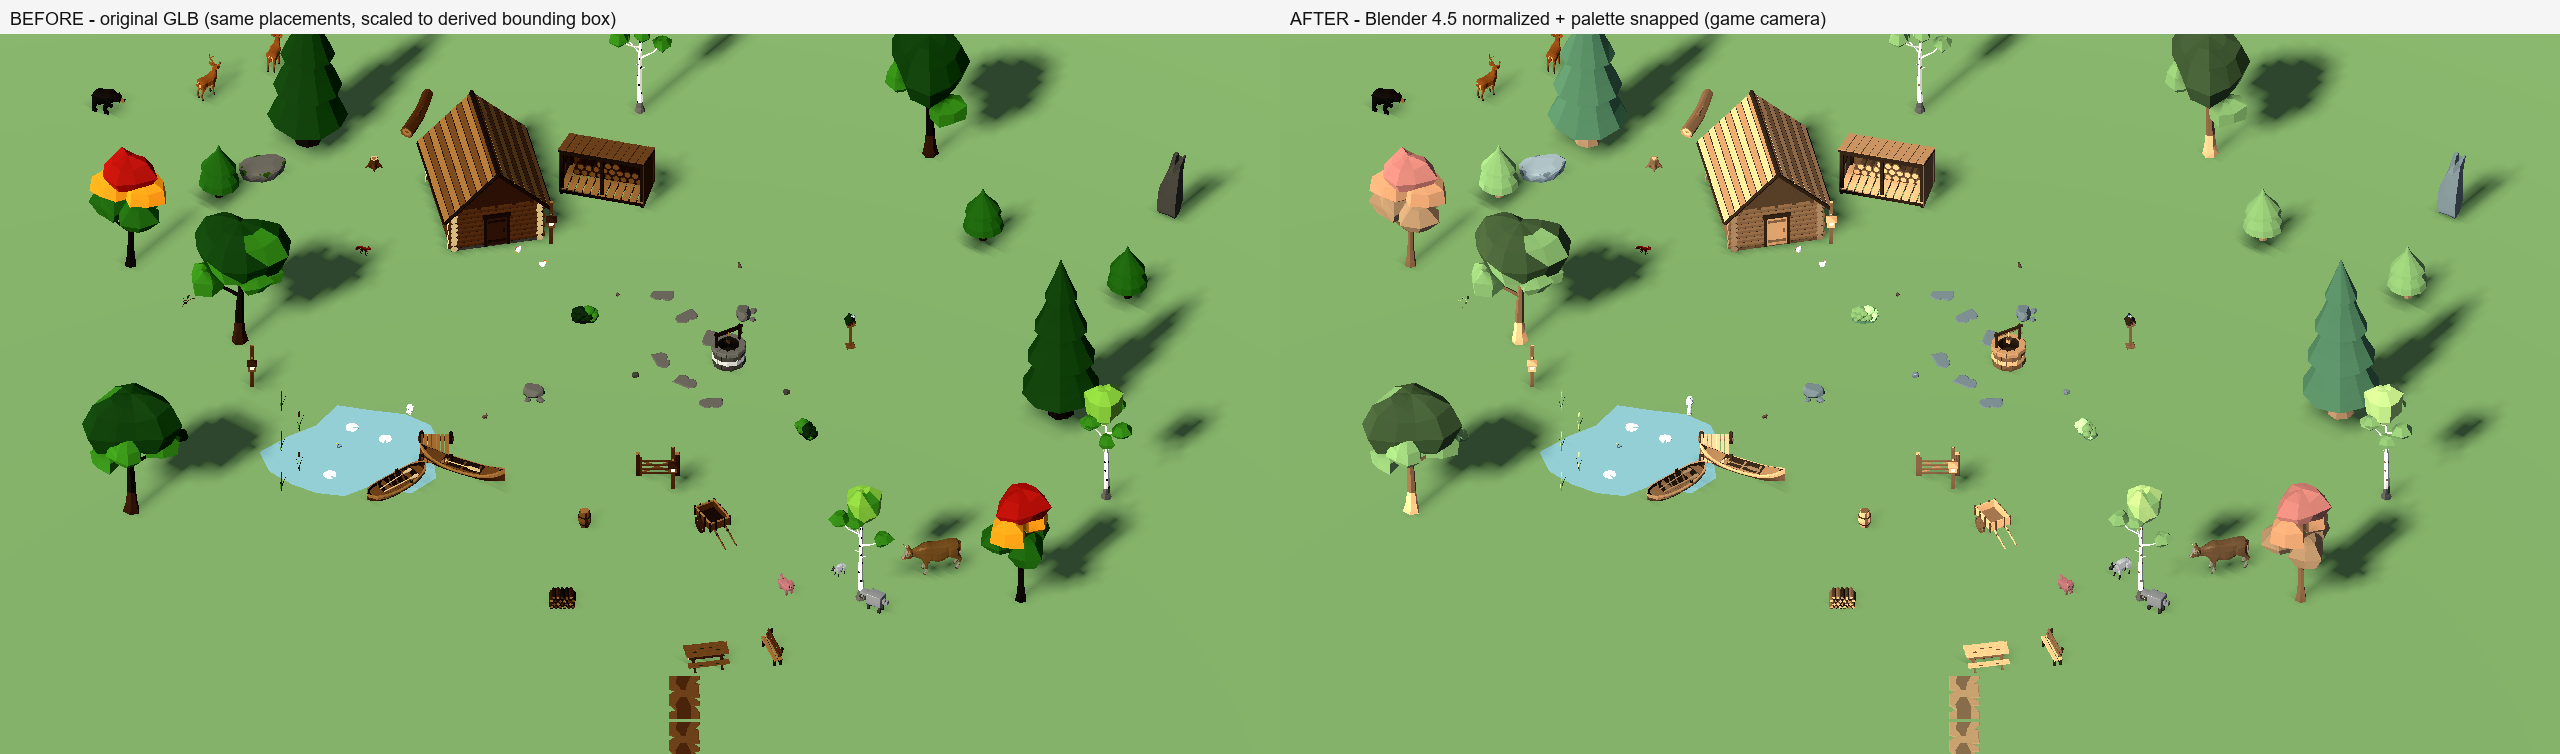 BEFORE - original GLB (same placements, scaled to derived bounding box)
AFTER - Blender 4.5 normalized + palette snapped (game camera)